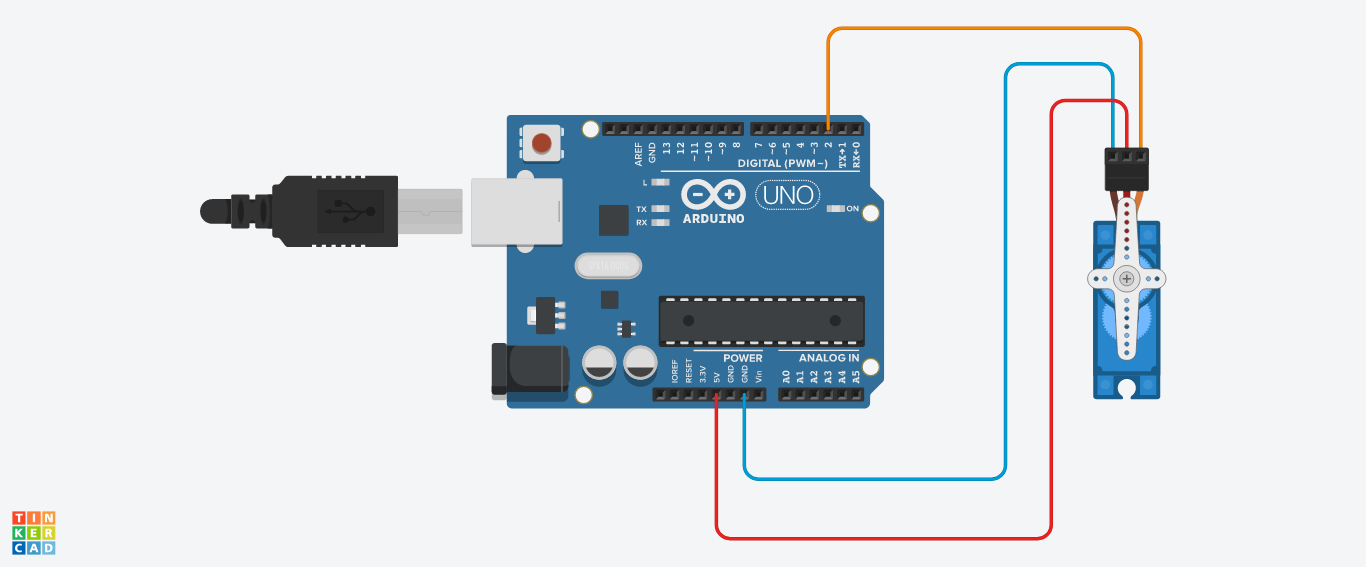 AREF
GND
13
12
~11
~10
~9
8
7
~6
~5
4
~3
2
TX→1
RX←0
DIGITAL (PWM~)
L
TX
RX
UNO
ARDUINO
ON
POWER
ANALOG IN
IOREF
RESET
3.3V
5V
GND
GND
Vin
A0
A1
A2
A3
A4
A5
TIN
KER
CAD